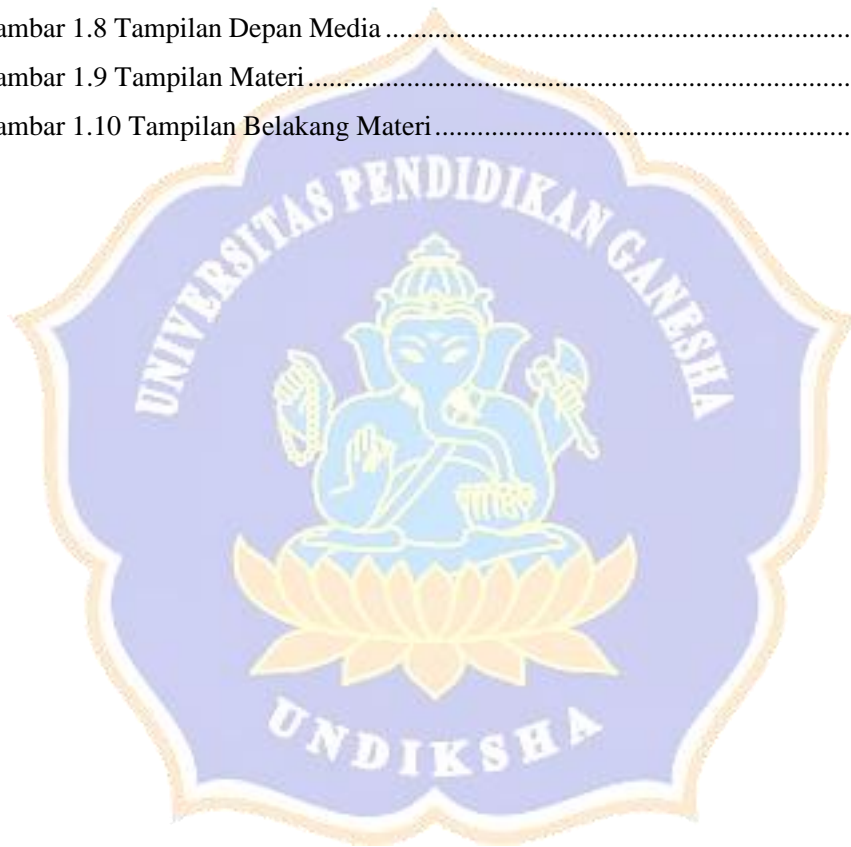 ambar 1.8 Tampilan Depan Media ..................................................................
ambar 1.9 Tampilan Materi .............................................................................
ambar 1.10 Tampilan Belakang Materi ...........................................................
UNIVERSITAS PENDIDIKAN GANESHA
UNDIKSHA